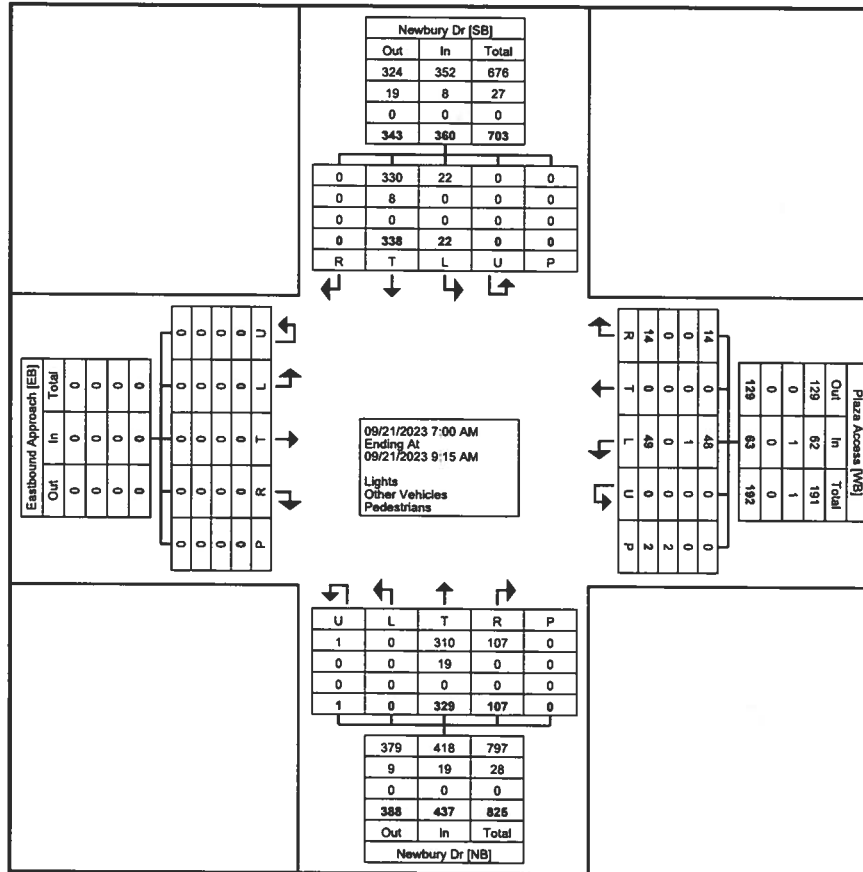 Newbury Dr [SB]
Out In Total
324 352 676
19 8 27
0 0 0
343 360 703
0 330 22 0 0
0 8 0 0 0
0 0 0 0 0
0 338 22 0 0
R T L U P
Eastbound Approach [EB]
Total In Out
0 0 0
0 0 0
0 0 0
0 0 0
U L T R P
0 0 0 0 0
0 0 0 0 0
0 0 0 0 0
0 0 0 0 0
09/21/2023 7:00 AM
Ending At
09/21/2023 9:15 AM
Lights
Other Vehicles
Pedestrians
R T L U P
14 0 49 0 2
0 0 0 0 2
0 0 1 0 0
14 0 48 0 0
Plaza Access [WB]
Out In Total
129 62 191
0 1 1
0 0 0
129 63 192
U L T R P
1 0 310 107 0
0 0 19 0 0
0 0 0 0 0
1 0 329 107 0
379 418 797
9 19 28
0 0 0
388 437 825
Out In Total
Newbury Dr [NB]